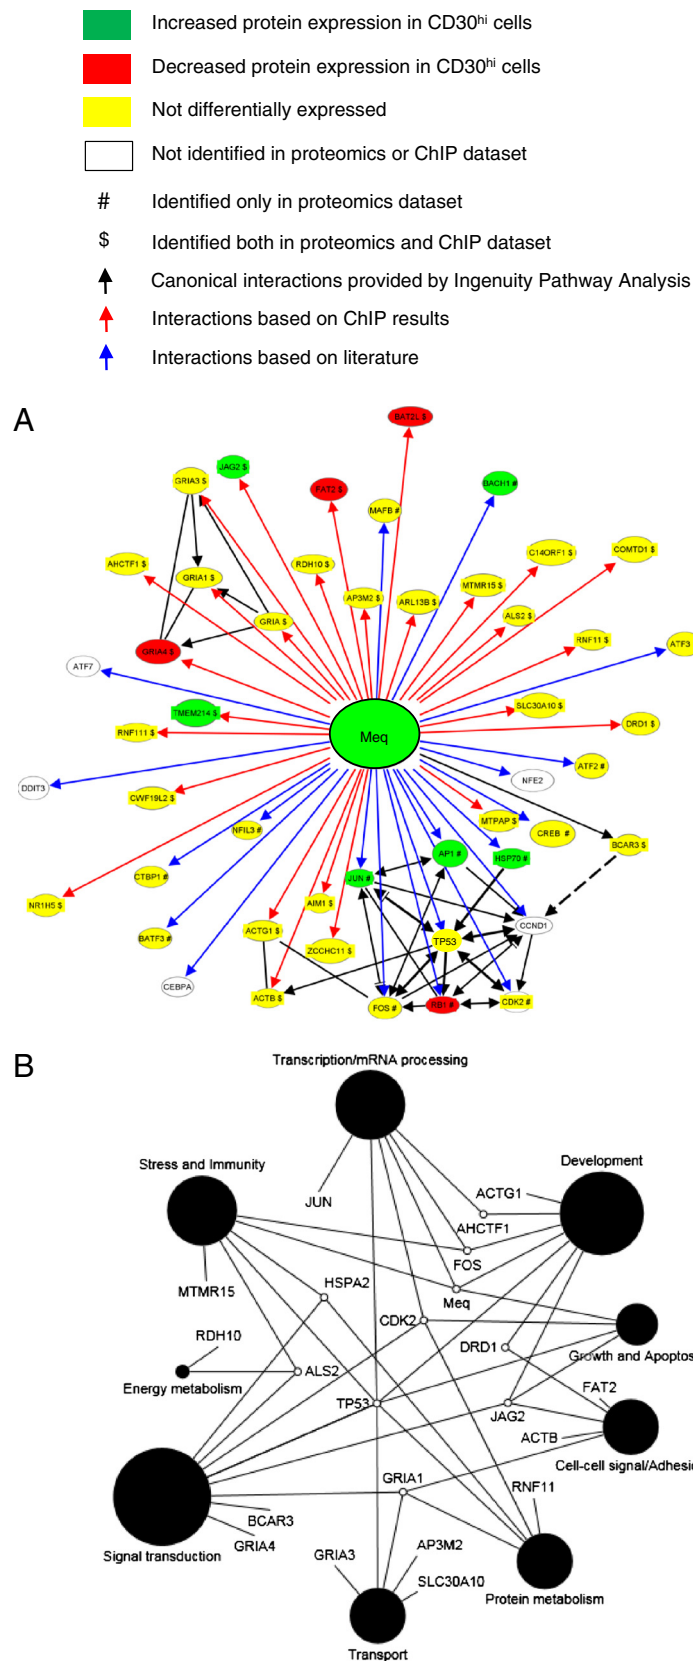 Increased protein expression in CD30hi cells
Decreased protein expression in CD30hi cells
Not differentially expressed
Not identified in proteomics or ChIP dataset
# Identified only in proteomics dataset
$ Identified both in proteomics and ChIP dataset
Canonical interactions provided by Ingenuity Pathway Analysis
Interactions based on ChIP results
Interactions based on literature
A
BAT2L $
JAG2 $
GRIA3 $
FAT2 $
BACH1 #
MAFB #
C14ORF1 $
COMTD1 $
AHCTF1 $
RDH10 $
GRIA1 $
MTMR15 $
AP3M2 $
ARL13B $
ALS2 $
GRIA $
RNF11 $
ATF3
GRIA4 $
ATF7
SLC30A10 $
TMEM214 $
DRD1 $
RNF111 $
Meq
ATF2 #
NFE2
DDIT3
CWF19L2 $
MTPAP $
NFIL3 #
CREB #
BCAR3 $
AP1 #
HSP70 #
CTBP1 #
JUN #
NR1H5 $
AIM1 $
CCND1
ACTG1 $
BATF3 #
TP53
ZCCHC11 $
CEBPA
ACTB $
FOS #
RB1 #
CDK2 #
B
Transcription/mRNA processing
Stress and Immunity
Development
JUN
ACTG1
AHCTF1
FOS
MTMR15
HSPA2
Meq
RDH10
CDK2
DRD1
Growth and Apoptos
ALS2
Energy metabolism
FAT2
TP53
JAG2
ACTB
Cell-cell signal/Adhesic
GRIA1
RNF11
BCAR3
GRIA4
Signal transduction
GRIA3
AP3M2
SLC30A10
Protein metabolism
Transport